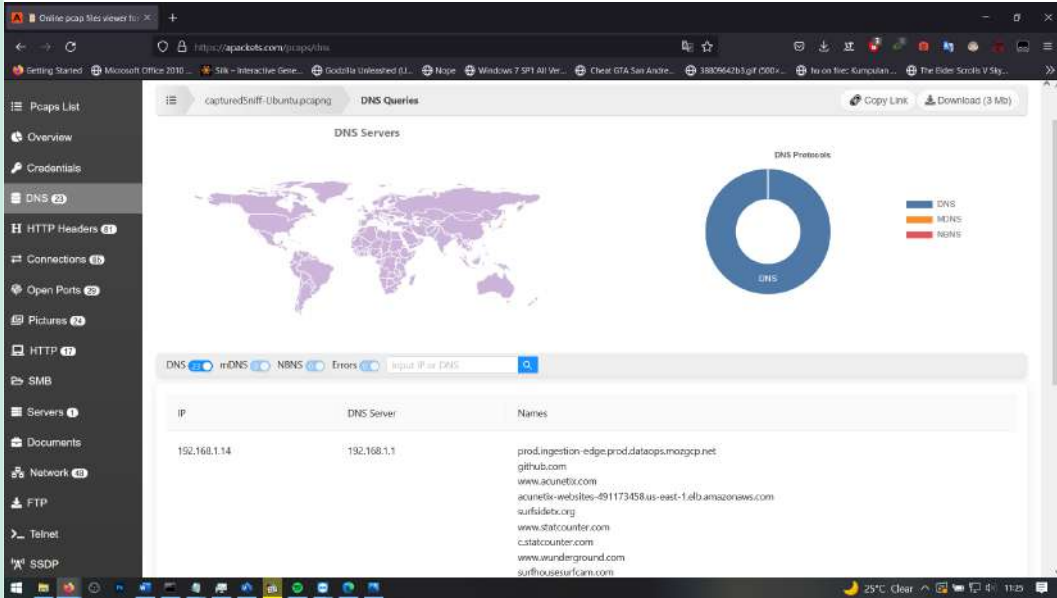 Online pcap files viewer for
https://apackets.com/pcaps/dns
Getting Started
Microsoft Office 2010 ...
Silk – Interactive Gene...
Godzilla Unleashed (U...
Nope
Windows 7 SP1 All Ver...
Cheat GTA San Andre...
The Elder Scrolls V Sky...
Pcaps List
Overview
Credentials
DNS 23
HTTP Headers 81
Connections
Open Ports
Pictures 24
HTTP 17
SMB
Servers 1
Documents
Network
FTP
Telnet
SSDP
capturedSniff-Ubuntu.pcapng
DNS Queries
Copy Link
Download (3 Mb)
DNS Servers
DNS Protocols
DNS
MDNS
NBNS
DNS
DNS
mDNS
NBNS
Errors
input IP or DNS
IP
DNS Server
Names
192.168.1.14
192.168.1.1
prod.ingestion-edge.prod.dataops.mozgcp.net
github.com
www.acunetix.com
acunetix-websites-491173458.us-east-1.elb.amazonaws.com
surfsidetx.org
www.statcounter.com
c.statcounter.com
www.wunderground.com
surfhousesurfcam.com
25°C Clear
11:25